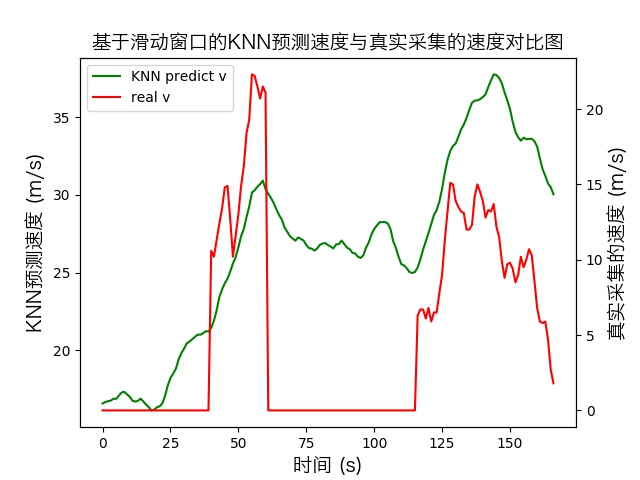 基于滑动窗口的KNN预测速度与真实采集的速度对比图
KNN predict v
real v
KNN预测速度 (m/s)
35
30
25
20
真实采集的速度 (m/s)
20
15
10
5
0
0 25 50 75 100 125 150
时间 (s)